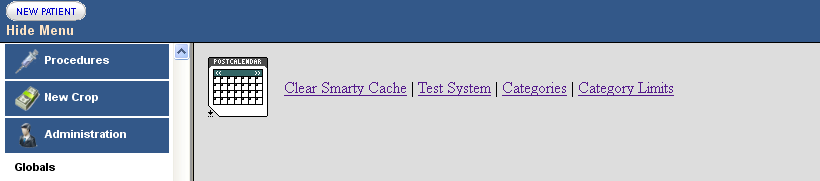 NEW PATIENT
Hide Menu
Procedures
New Crop
Administration
Globals
POSTCALENDAR
<< >>
Clear Smarty Cache | Test System | Categories | Category Limits